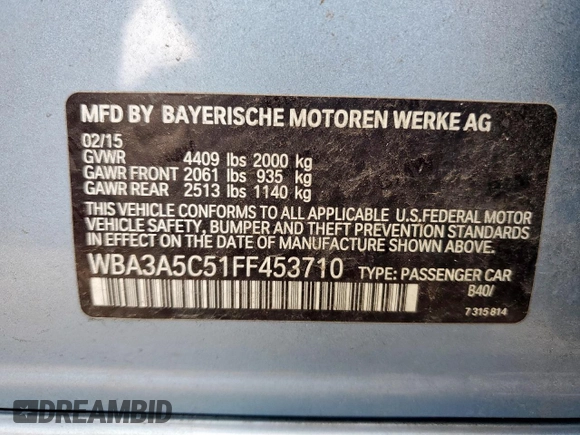 MFD BY BAYERISCHE MOTOREN WERKE AG
02/15
GVWR 4409 lbs 2000 kg
GAWR FRONT 2061 lbs 935 kg
GAWR REAR 2513 lbs 1140 kg
THIS VEHICLE CONFORMS TO ALL APPLICABLE U.S.FEDERAL MOTOR
VEHICLE SAFETY, BUMPER AND THEFT PREVENTION STANDARDS
IN EFFECT ON THE DATE OF MANUFACTURE SHOWN ABOVE.
WBA3A5C51FF453710 TYPE: PASSENGER CAR
B40/
7 315 814
DREAMBID